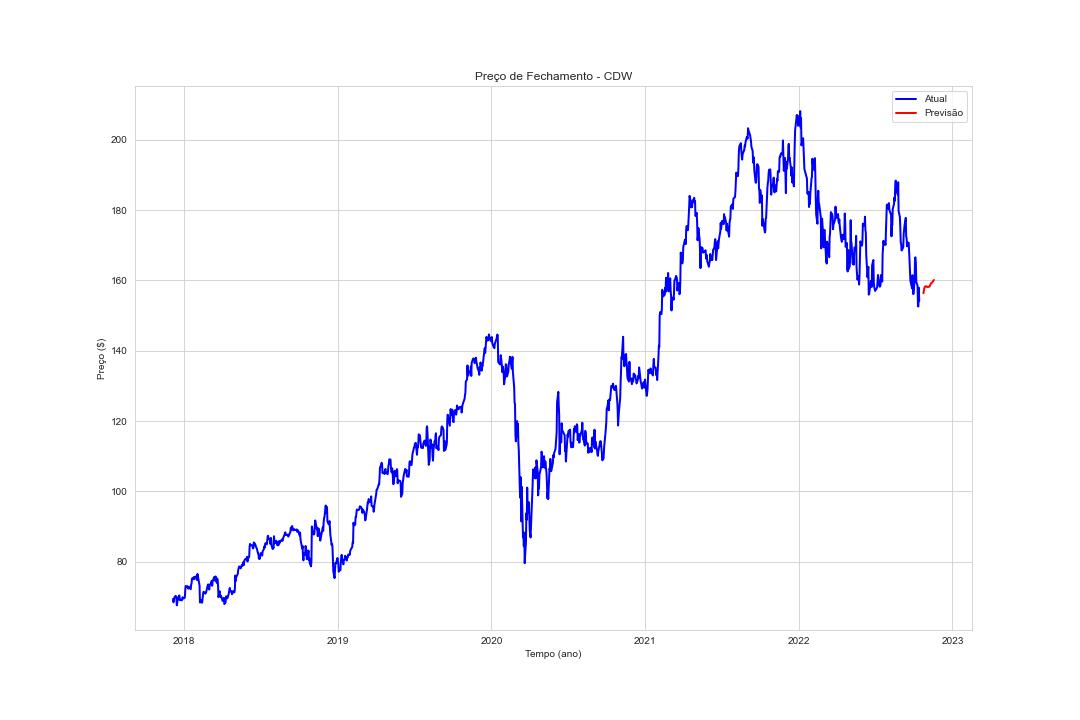 Preço de Fechamento - CDW
Atual
Previsão
200
180
160
140
120
100
80
Preço ($)
2018
2019
2020
2021
2022
2023
Tempo (ano)